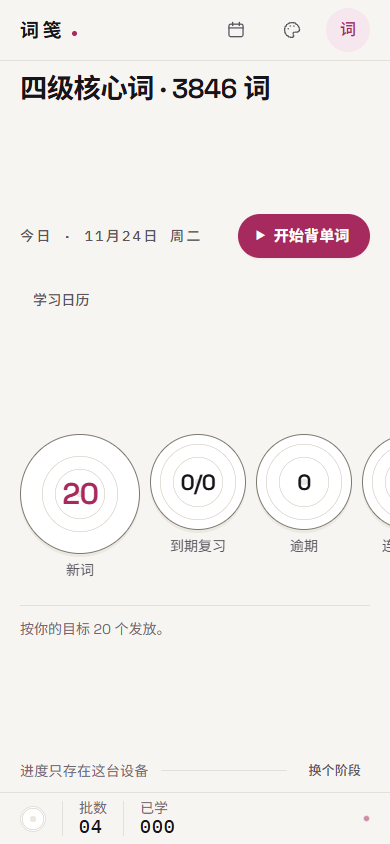 词笺
词
四级核心词 · 3846 词
今日 · 11月24日 周二
开始背单词
学习日历
20
0/0
0
新词
到期复习
逾期
按你的目标 20 个发放。
进度只存在这台设备
换个阶段
批数
04
已学
000